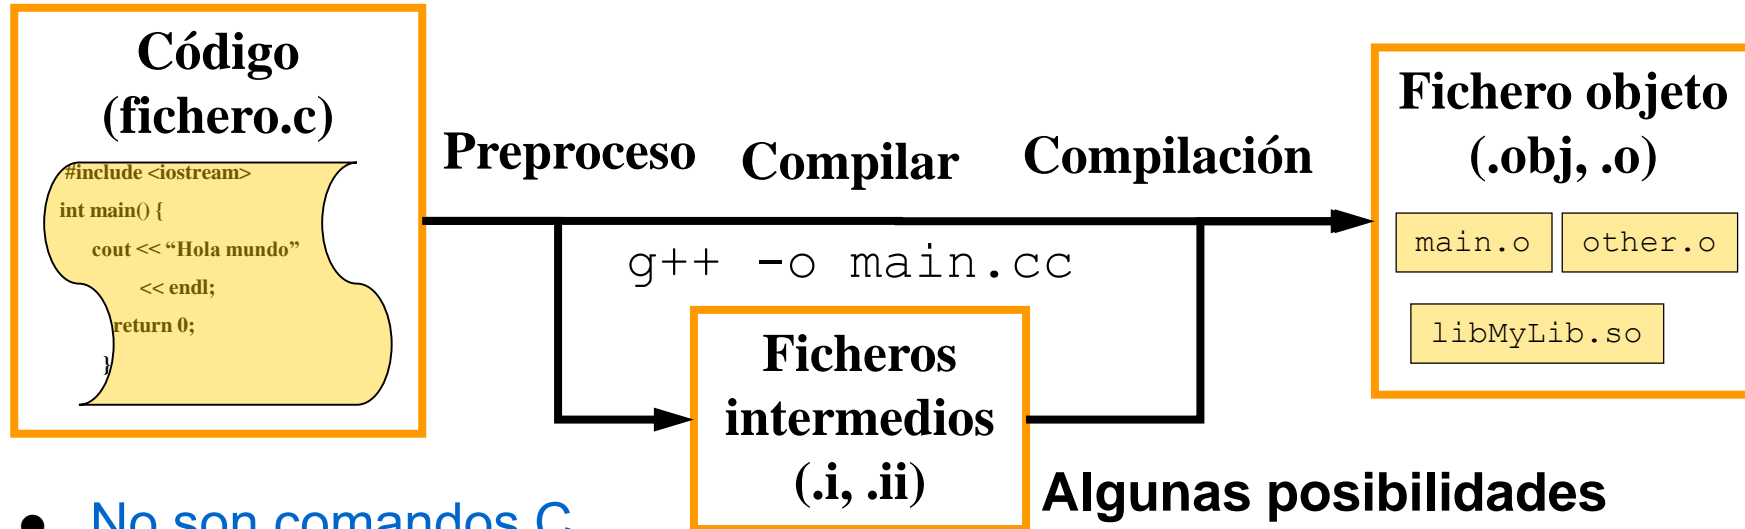 Código
(fichero.c)
#include <iostream>
int main() {
cout << “Hola mundo”
<< endl;
return 0;
}
Preproceso
Compilar
Compilación
g++ -o main.cc
Ficheros
intermedios
(.i, .ii)
Fichero objeto
(.obj, .o)
main.o
other.o
libMyLib.so
● No son comandos C
Algunas posibilidades